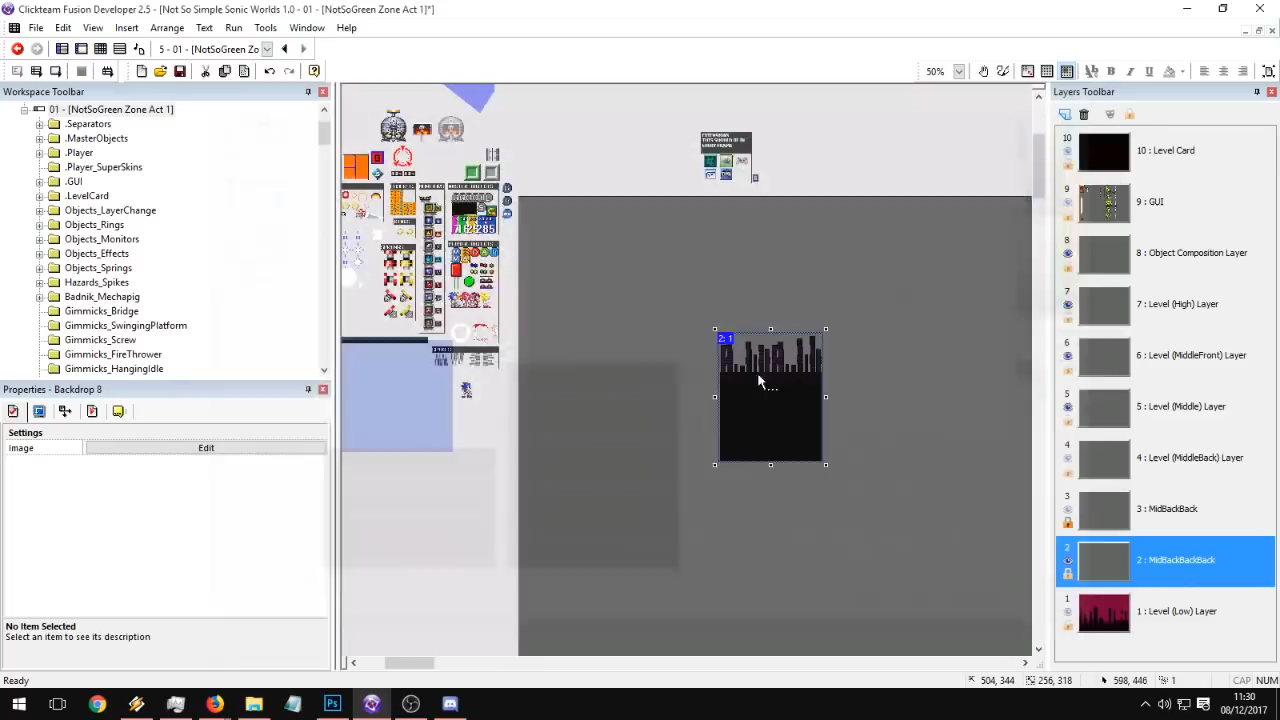 Clickteam Fusion Developer 2.5 - [Not So Simple Sonic Worlds 1.0 - 01 - [NotSoGreen Zone Act 1]*]
File Edit View Insert Arrange Text Run Tools Window Help
5 - 01 - [NotSoGreen Zo
50%
Workspace Toolbar
01 - [NotSoGreen Zone Act 1]
.Separators
.MasterObjects
.Player
.Player_SuperSkins
.GUI
.LevelCard
Objects_LayerChange
Objects_Rings
Objects_Monitors
Objects_Effects
Objects_Springs
Hazards_Spikes
Badnik_Mechapig
Gimmicks_Bridge
Gimmicks_SwingingPlatform
Gimmicks_Screw
Gimmicks_FireThrower
Gimmicks_HangingIdle
Properties - Backdrop 8
Settings
Image Edit
No Item Selected
Select an item to see its description
2: 1
Layers Toolbar
10 10 : Level Card
9 9 : GUI
8 8 : Object Composition Layer
7 7 : Level (High) Layer
6 6 : Level (MiddleFront) Layer
5 5 : Level (Middle) Layer
4 4 : Level (MiddleBack) Layer
3 3 : MidBackBack
2 2 : MidBackBackBack
1 1 : Level (Low) Layer
Ready
504, 344 256, 318 598, 446 1 CAP NUM
11:30
08/12/2017